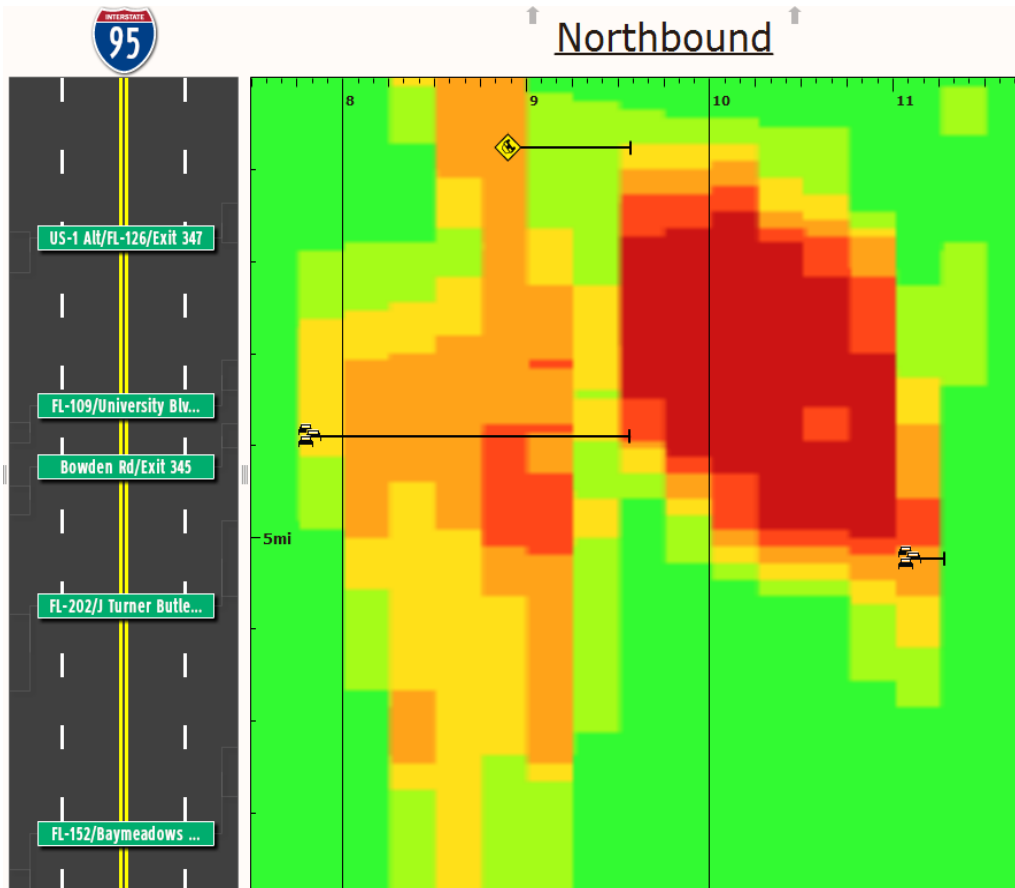 INTERSTATE
95
Northbound
8
9
10
11
US-1 Alt/FL-126/Exit 347
FL-109/University Blv...
Bowden Rd/Exit 345
5mi
FL-202/J Turner Butle...
FL-152/Baymeadows ...